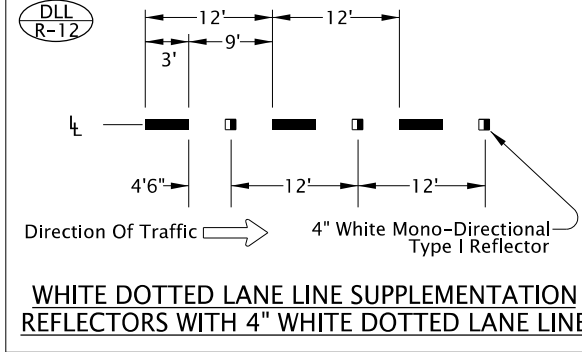 DLL
R-12
12'
12'
3'
9'
4'6"
12'
12'
Direction Of Traffic
4" White Mono-Directional
Type I Reflector
WHITE DOTTED LANE LINE SUPPLEMENTATION
REFLECTORS WITH 4" WHITE DOTTED LANE LINE